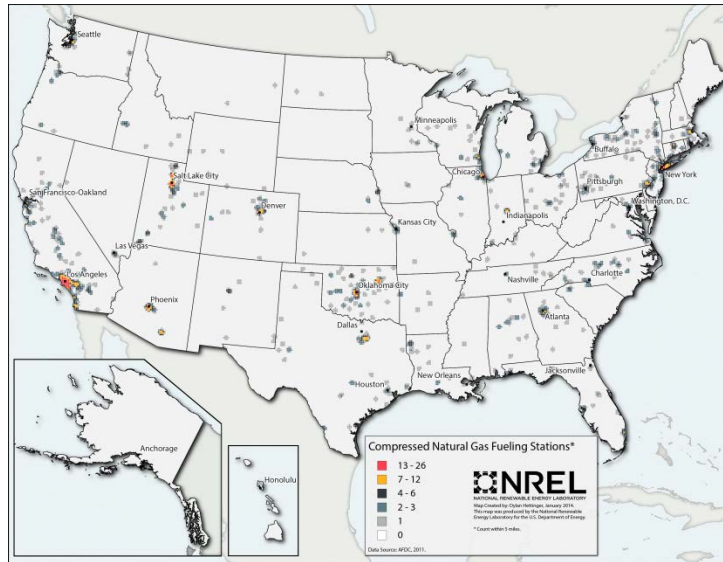 Seattle
Minneapolis
Buffalo
Chicago
Salt Lake City
Pittsburgh
New York
San Francisco-Oakland
Denver
Indianapolis
Washington, D.C.
Kansas City
Las Vegas
Los Angeles
Nashville
Charlotte
Oklahoma City
Phoenix
Atlanta
Dallas
Jacksonville
New Orleans
Houston
Anchorage
Honolulu
Compressed Natural Gas Fueling Stations*
13 - 26
7 - 12
4 - 6
2 - 3
1
0
NREL
NATIONAL RENEWABLE ENERGY LABORATORY
Map Created by: Dylan Hettinger, January 2014.
This map was produced by the National Renewable
Energy Laboratory for the U.S. Department of Energy.
* Count within 5 miles.
Data Source: AFDC, 2011.